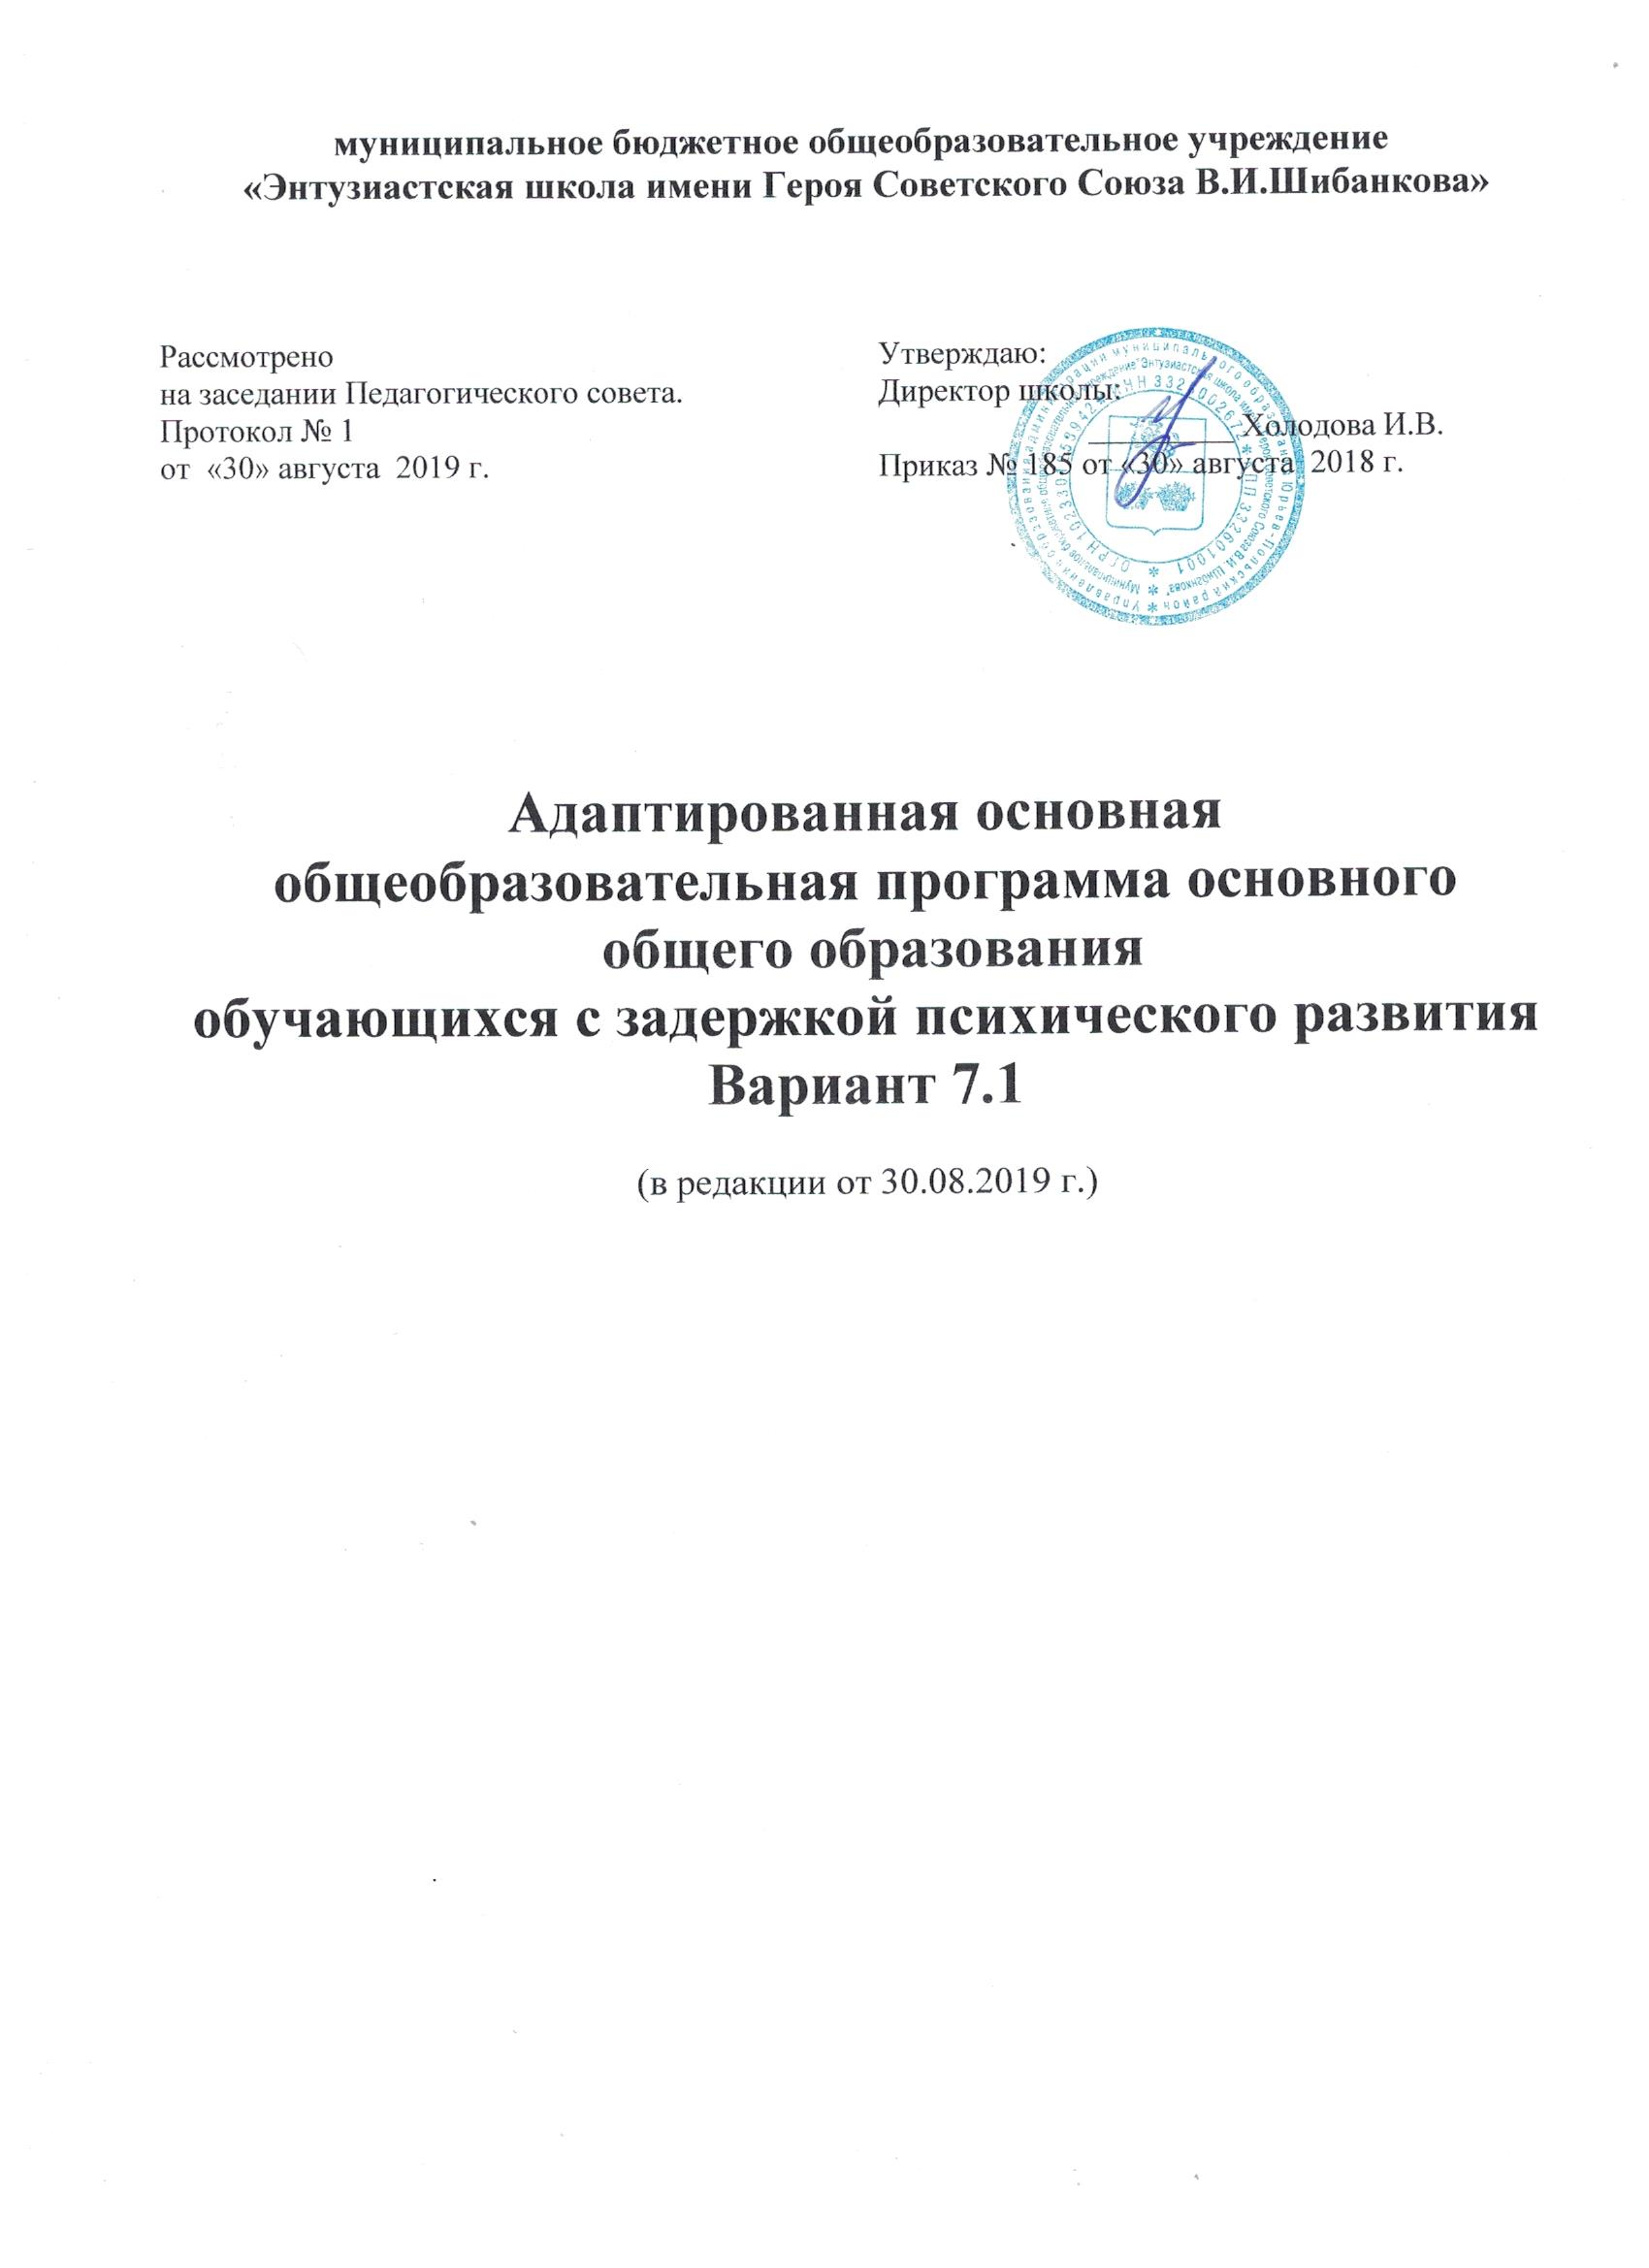 муниципальное бюджетное общеобразовательное учреждение
«Энтузиастская школа имени Героя Советского Союза В.И.Шибанкова»
Рассмотрено
на заседании Педагогического совета.
Протокол № 1
от «30» августа 2019 г.
Утверждаю:
Директор школы:
Холодова И.В.
Приказ № 185 от «30» августа 2018 г.
Адаптированная основная
общеобразовательная программа основного
общего образования
обучающихся с задержкой психического развития
Вариант 7.1
(в редакции от 30.08.2019 г.)